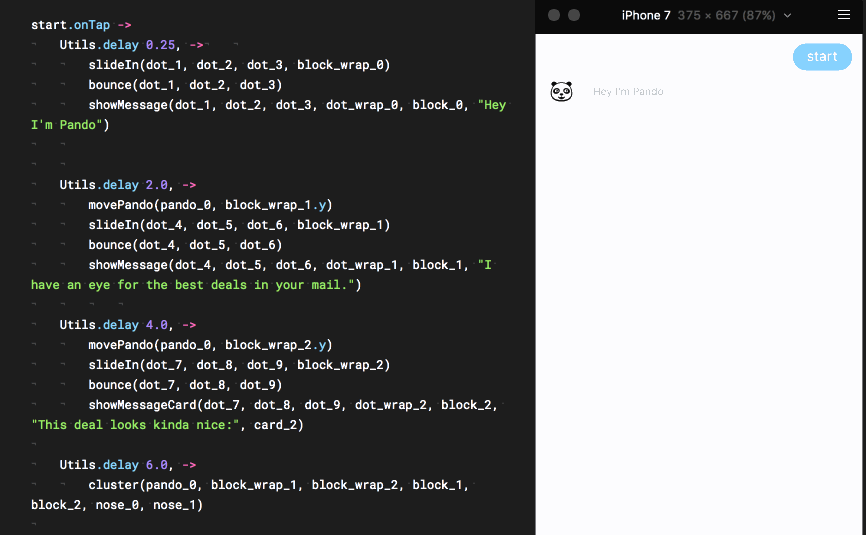 start.onTap ->
Utils.delay 0.25, ->
slideIn(dot_1, dot_2, dot_3, block_wrap_0)
bounce(dot_1, dot_2, dot_3)
showMessage(dot_1, dot_2, dot_3, dot_wrap_0, block_0, "Hey
I'm Pando")
Utils.delay 2.0, ->
movePando(pando_0, block_wrap_1.y)
slideIn(dot_4, dot_5, dot_6, block_wrap_1)
bounce(dot_4, dot_5, dot_6)
showMessage(dot_4, dot_5, dot_6, dot_wrap_1, block_1, "I
have an eye for the best deals in your mail.")
Utils.delay 4.0, ->
movePando(pando_0, block_wrap_2.y)
slideIn(dot_7, dot_8, dot_9, block_wrap_2)
bounce(dot_7, dot_8, dot_9)
showMessageCard(dot_7, dot_8, dot_9, dot_wrap_2, block_2,
"This deal looks kinda nice:", card_2)
Utils.delay 6.0, ->
cluster(pando_0, block_wrap_1, block_wrap_2, block_1,
block_2, nose_0, nose_1)
iPhone 7 375 × 667 (87%)
start
Hey I'm Pando